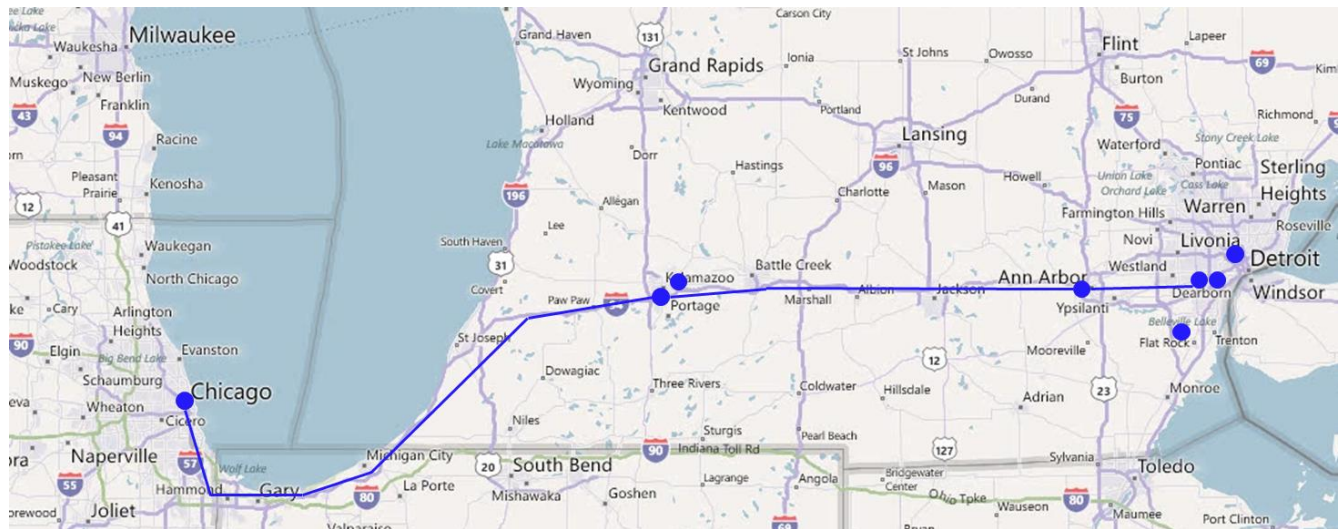 Milwaukee
Waukesha
New Berlin
Muskego
Franklin
43
94
Racine
Pleasant
Prairie
Kenosha
12
41
Pistakee Lake
Waukegan
Woodstock
North Chicago
Cary
Arlington
Heights
90
Elgin
Big Bend Lake
Evanston
Schaumburg
Chicago
Wheaton
Cicero
Naperville
57
Wolf Lake
55
Hammond
Gary
Joliet
Valparaiso
80
Michigan City
La Porte
Grand Haven
131
Carson City
Grand Rapids
Ionia
Wyoming
Kentwood
Portland
Holland
Lake Macatawa
Dorr
Hastings
196
Allegan
Lee
South Haven
31
Covert
Paw Paw
Kalamazoo
Battle Creek
Portage
Marshall
Albion
Jackson
St Joseph
Dowagiac
Three Rivers
Coldwater
Hillsdale
12
Adrian
Niles
Sturgis
Pearl Beach
90
Indiana Toll Rd
127
20
South Bend
Mishawaka
Goshen
Lagrange
Angola
69
Bridgewater
Center
Ohio Tpke
Wauseon
Bryan
St Johns
Owosso
Flint
Lapeer
Burton
69
Durand
Lansing
75
Richmond
Stony Creek Lake
Waterford
96
Pontiac
Sterling
Heights
Union Lake
Orchard Lake
Cass Lake
Charlotte
Mason
Howell
Warren
Farmington Hills
Roseville
Novi
Livonia
Westland
Detroit
Ann Arbor
Dearborn
Windsor
Ypsilanti
Belleville Lake
Mooreville
Flat Rock
Trenton
23
Monroe
Sylvania
Toledo
80
Maumee
Port Clinton